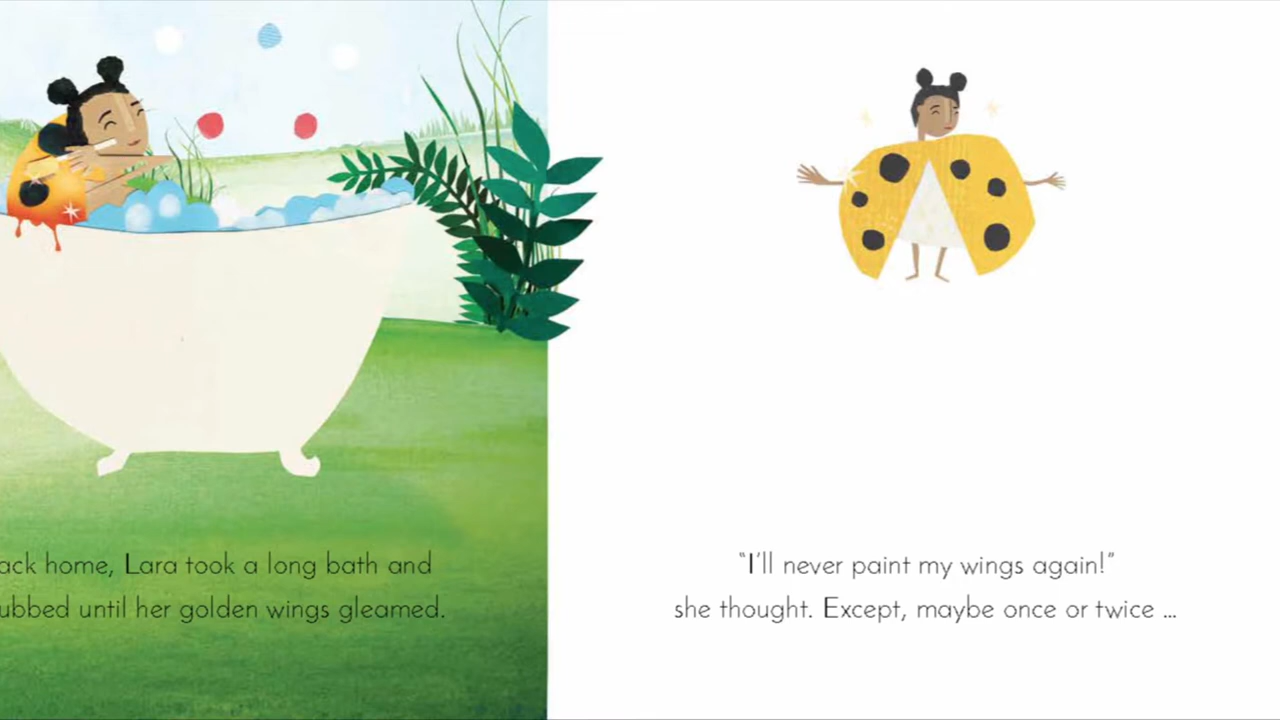 ack home, Lara took a long bath and
ubbed until her golden wings gleamed.
“I’ll never paint my wings again!”
she thought. Except, maybe once or twice ...